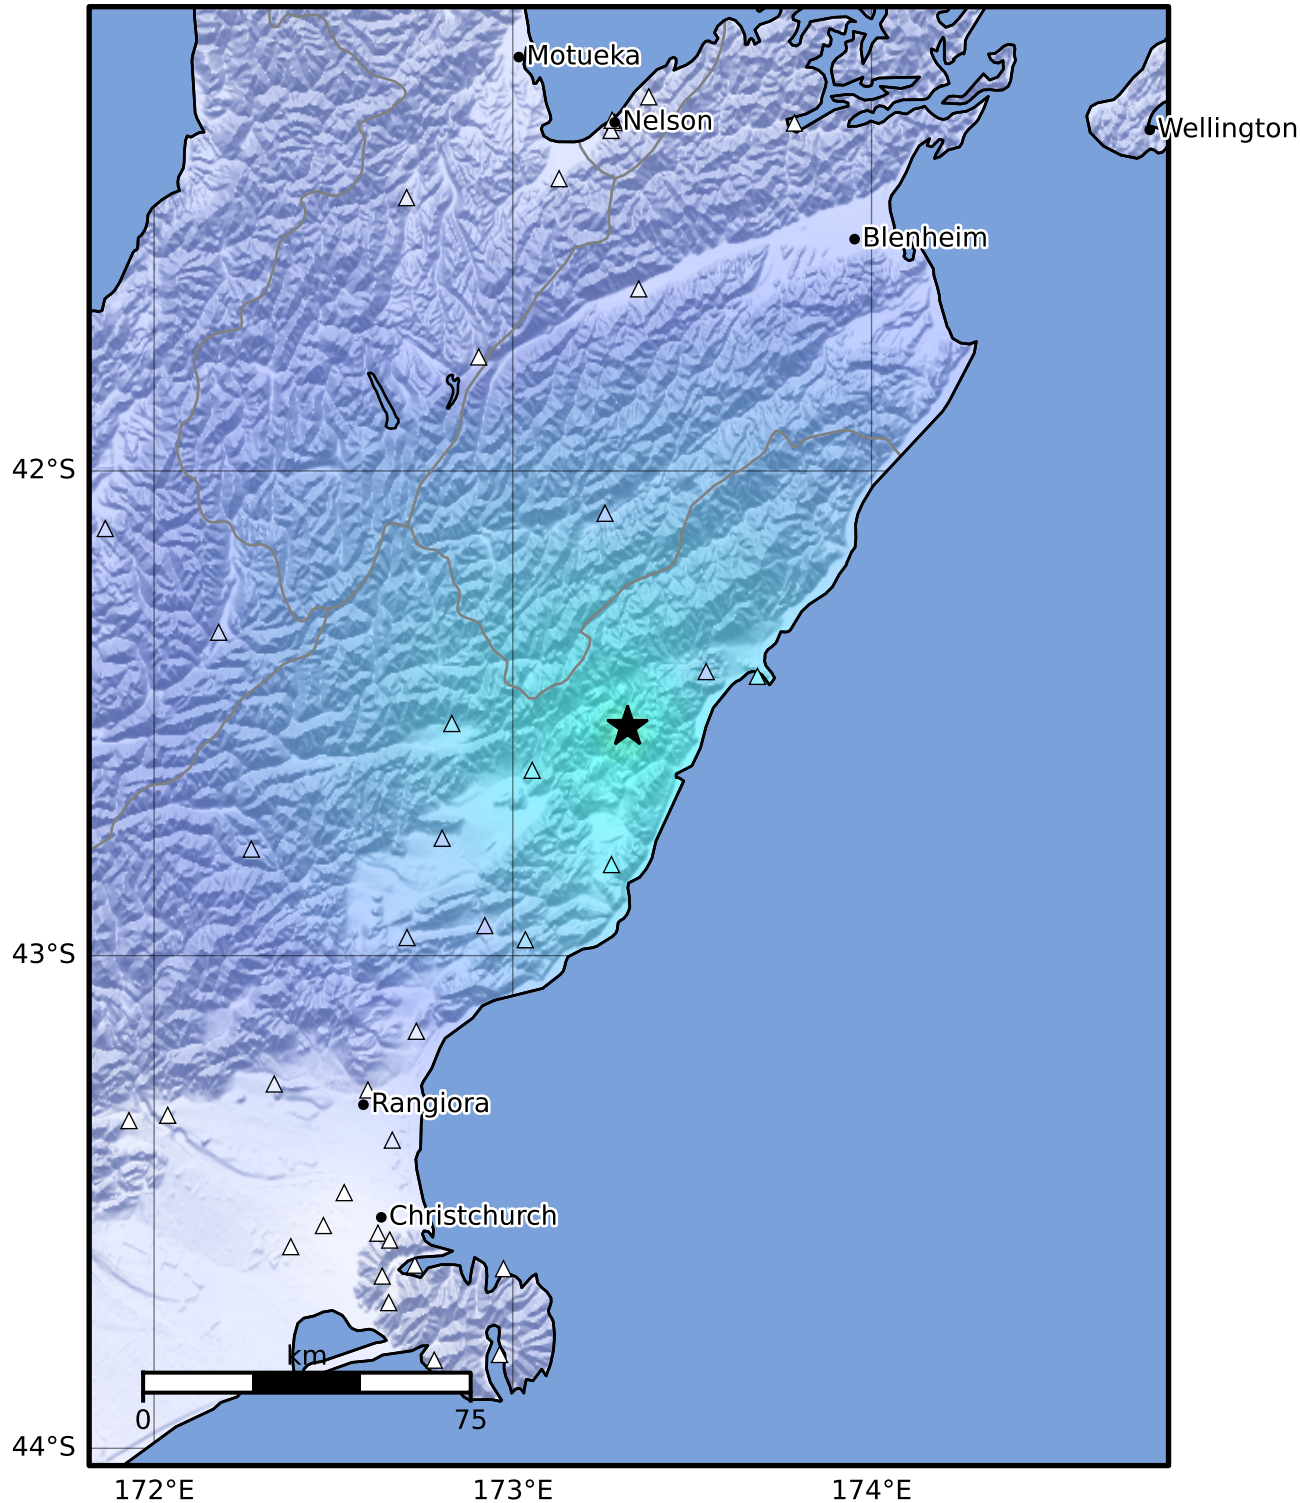 Motueka
Nelson
Wellington
Blenheim
42°S
43°S
Rangiora
Christchurch
km
0
75
44°S
172°E
173°E
174°E